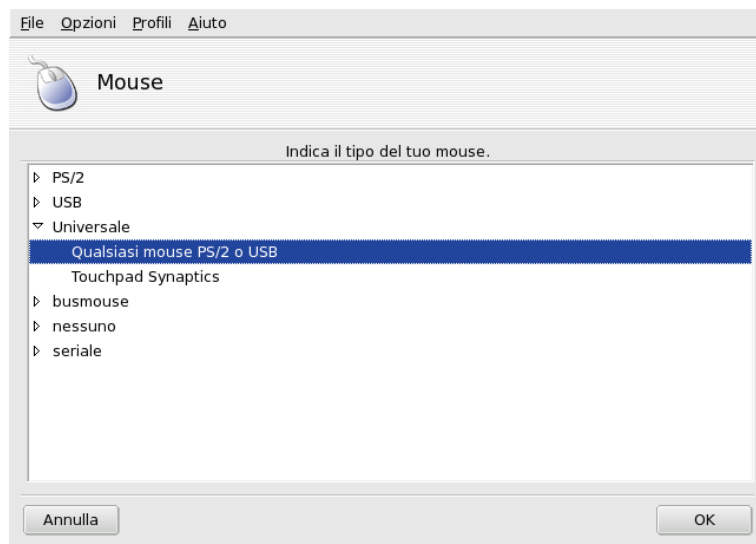 File Opzioni Profili Aiuto
Mouse
Indica il tipo del tuo mouse.
PS/2
USB
Universale
Qualsiasi mouse PS/2 o USB
Touchpad Synaptics
busmouse
nessuno
seriale
Annulla OK